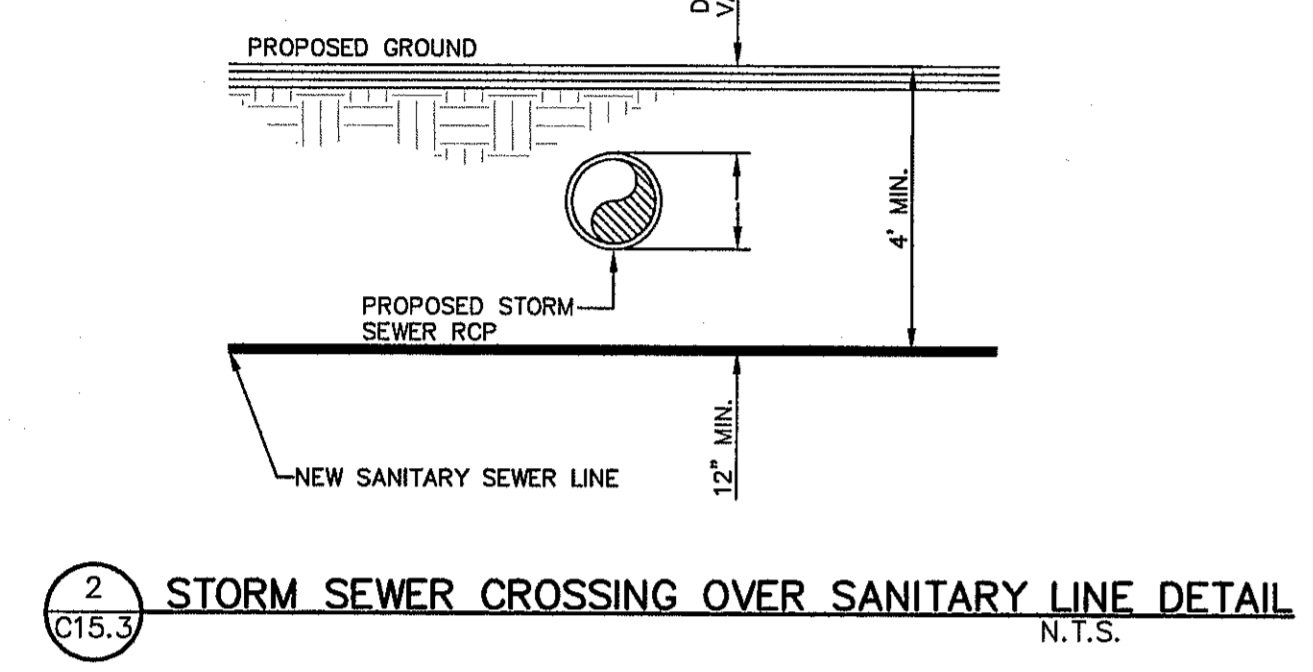 PROPOSED GROUND
4' MIN.
PROPOSED STORM
SEWER RCP
12" MIN.
NEW SANITARY SEWER LINE
2
C15.3
STORM SEWER CROSSING OVER SANITARY LINE DETAIL
N.T.S.